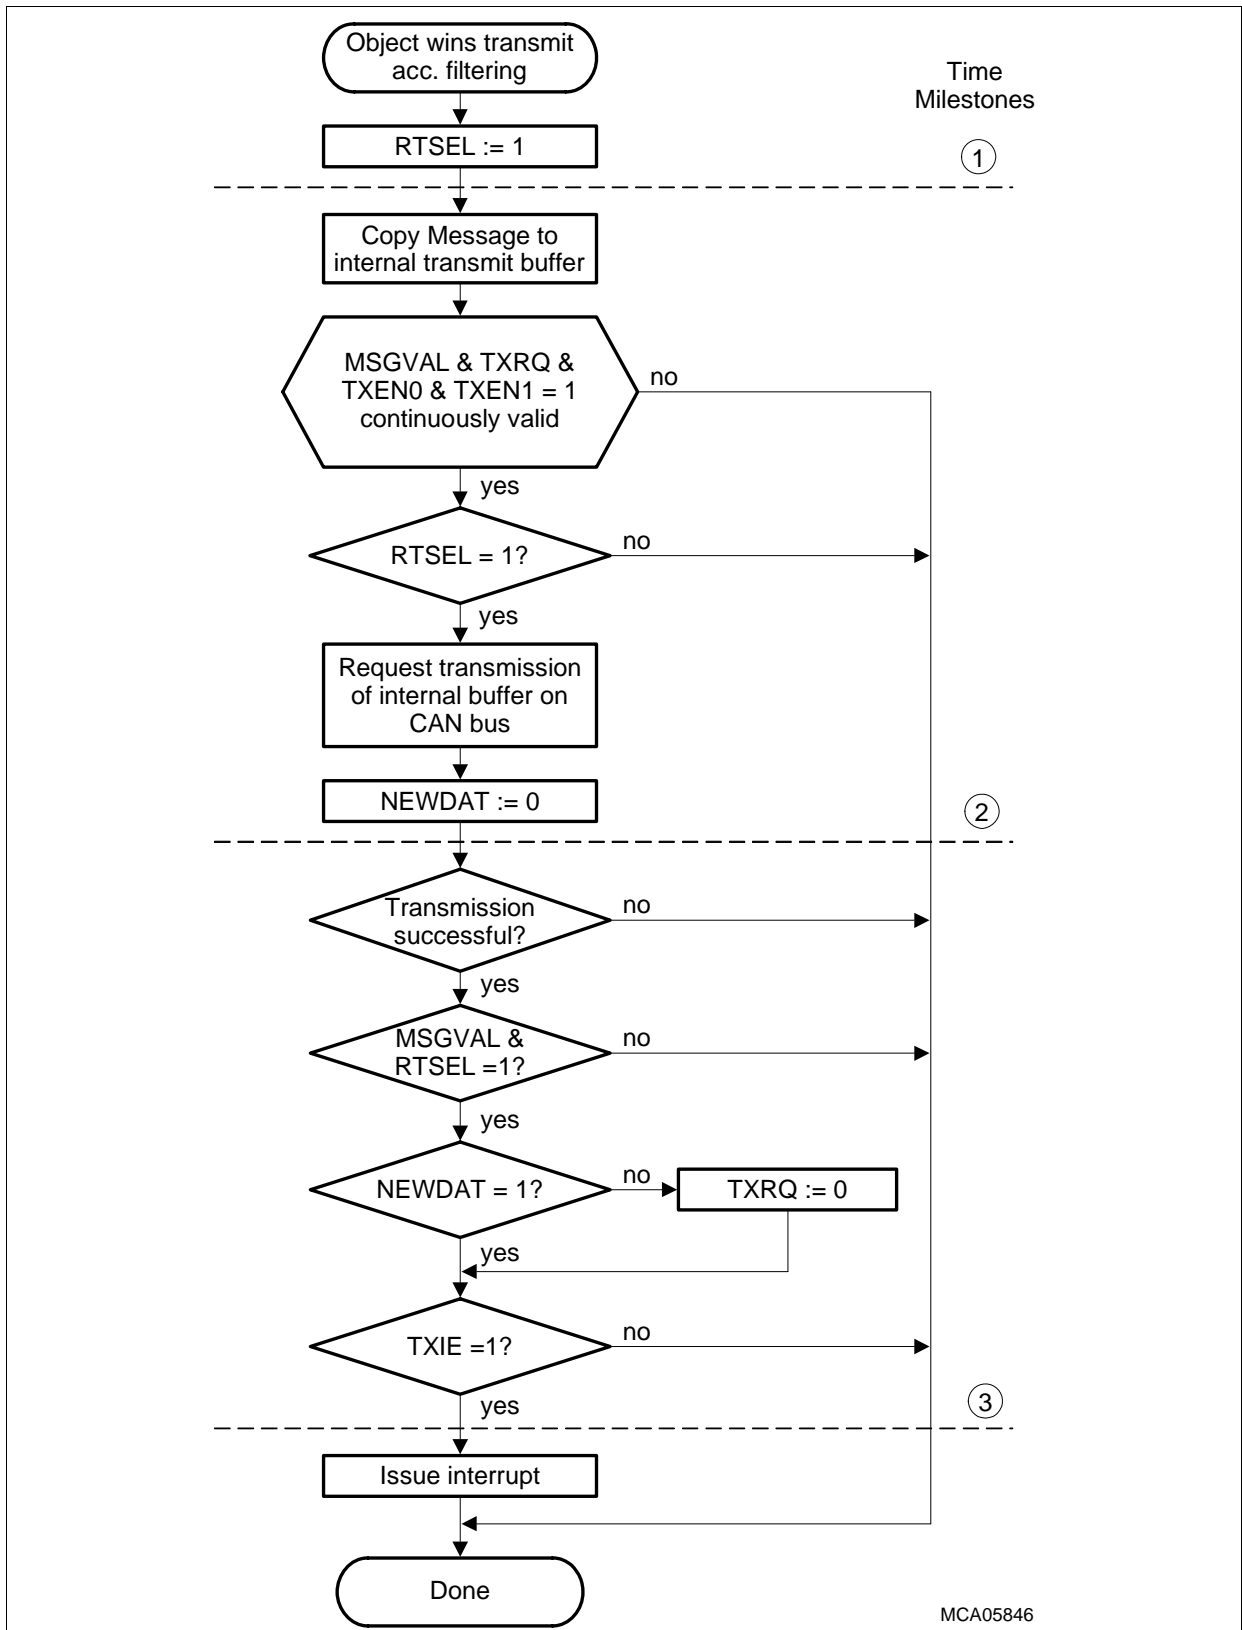 Object wins transmit
acc. filtering
Time
Milestones
RTSEL := 1
1
Copy Message to
internal transmit buffer
MSGVAL & TXRQ &
TXEN0 & TXEN1 = 1
continuously valid
no
yes
RTSEL = 1?
no
yes
Request transmission
of internal buffer on
CAN bus
NEWDAT := 0
2
Transmission
successful?
no
yes
MSGVAL &
RTSEL =1?
no
yes
NEWDAT = 1?
no
TXRQ := 0
yes
TXIE =1?
no
yes
3
Issue interrupt
Done
MCA05846